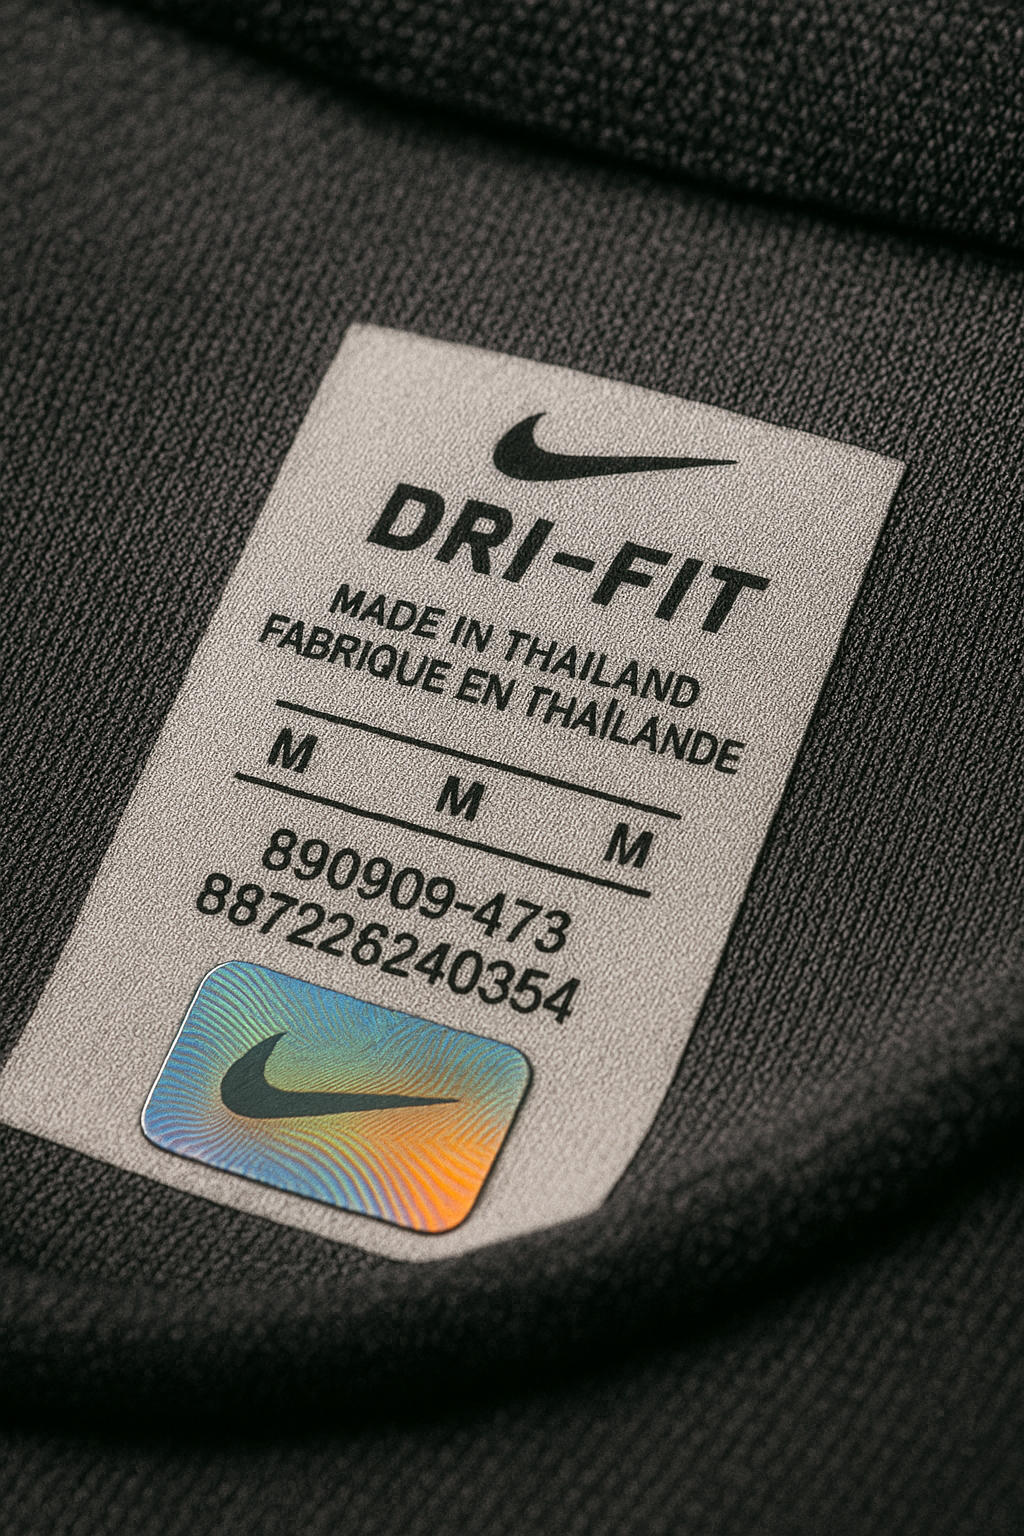 DRI-FIT
MADE IN THAILAND
FABRIQUE EN THAÏLANDE
M M M
890909-473
887226240354